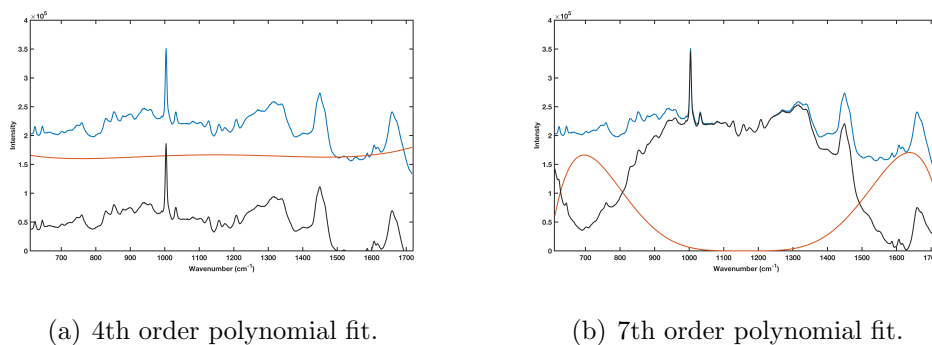 ×10⁵
4
3.5
3
2.5
2
1.5
1
0.5
0
Intensity
700 800 900 1000 1100 1200 1300 1400 1500 1600 1700
Wavenumber (cm⁻¹)
(a) 4th order polynomial fit.
×10⁵
4
3.5
3
2.5
2
1.5
1
0.5
0
Intensity
700 800 900 1000 1100 1200 1300 1400 1500 1600 1700
Wavenumber (cm⁻¹)
(b) 7th order polynomial fit.